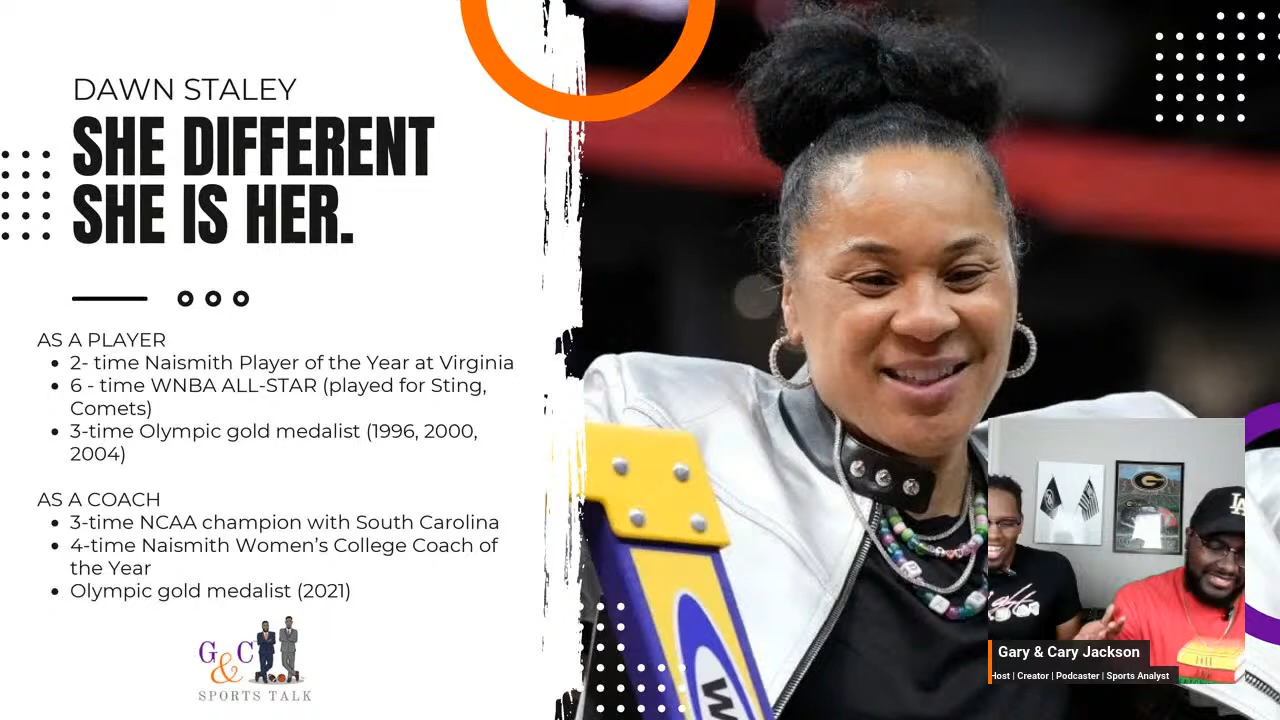 DAWN STALEY
SHE DIFFERENT
SHE IS HER.
AS A PLAYER
• 2- time Naismith Player of the Year at Virginia
• 6 - time WNBA ALL-STAR (played for Sting,
Comets)
• 3-time Olympic gold medalist (1996, 2000,
2004)
AS A COACH
• 3-time NCAA champion with South Carolina
• 4-time Naismith Women's College Coach of
the Year
• Olympic gold medalist (2021)
G&C
SPORTS TALK
W
G
LA
Gary & Cary Jackson
Host | Creator | Podcaster | Sports Analyst